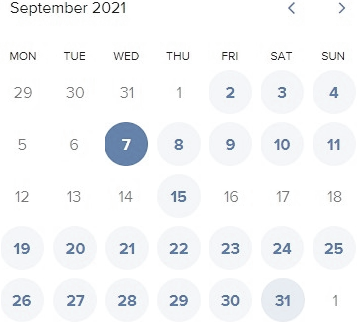 September 2021
MON TUE WED THU FRI SAT SUN
29 30 31 1 2 3 4
5 6 7 8 9 10 11
12 13 14 15 16 17 18
19 20 21 22 23 24 25
26 27 28 29 30 31 1